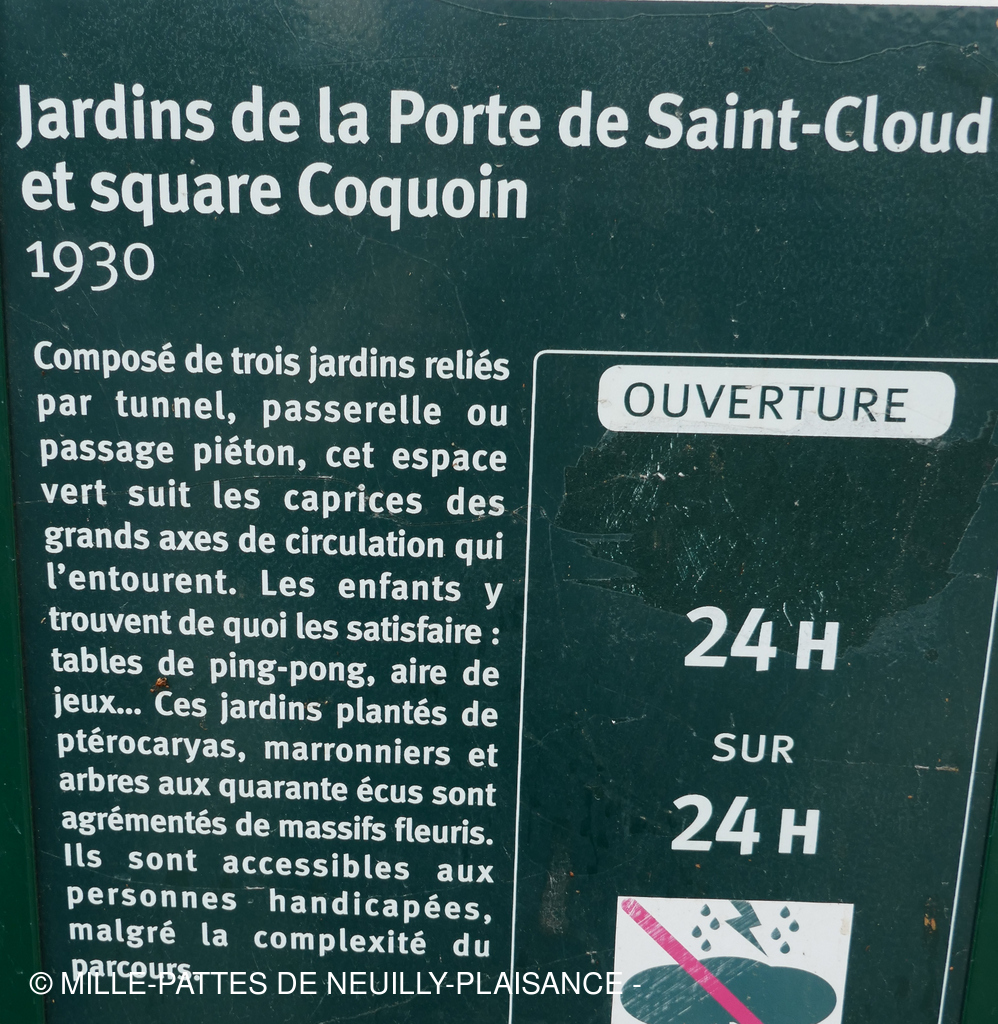 Jardins de la Porte de Saint-Cloud
et square Coquoin
1930
Composé de trois jardins reliés
par tunnel, passerelle ou
passage piéton, cet espace
vert suit les caprices des
grands axes de circulation qui
l'entourent. Les enfants y
trouvent de quoi les satisfaire :
tables de ping-pong, aire de
jeux... Ces jardins plantés de
ptérocaryas, marronniers et
arbres aux quarante écus sont
agrémentés de massifs fleuris.
Ils sont accessibles aux
personnes handicapées,
malgré la complexité du
parcours.
OUVERTURE
24 H
SUR
24 H
© MILLE-PATTES DE NEUILLY-PLAISANCE -